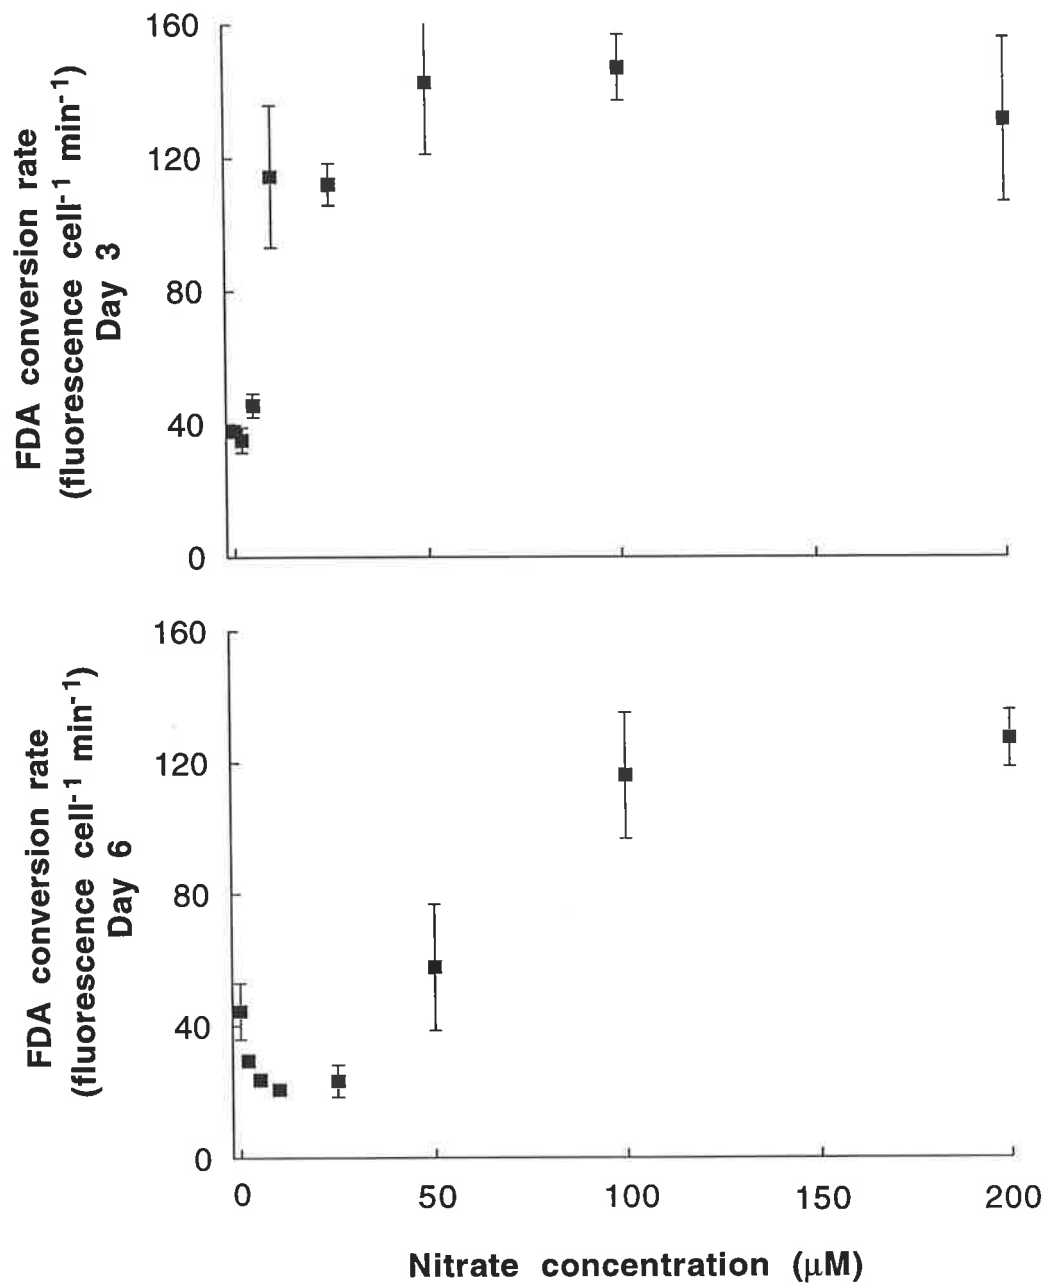 160
120
80
40
0
FDA conversion rate
(fluorescence cell-1 min-1)
Day 3
160
120
80
40
0
FDA conversion rate
(fluorescence cell-1 min-1)
Day 6
0 50 100 150 200
Nitrate concentration (μM)